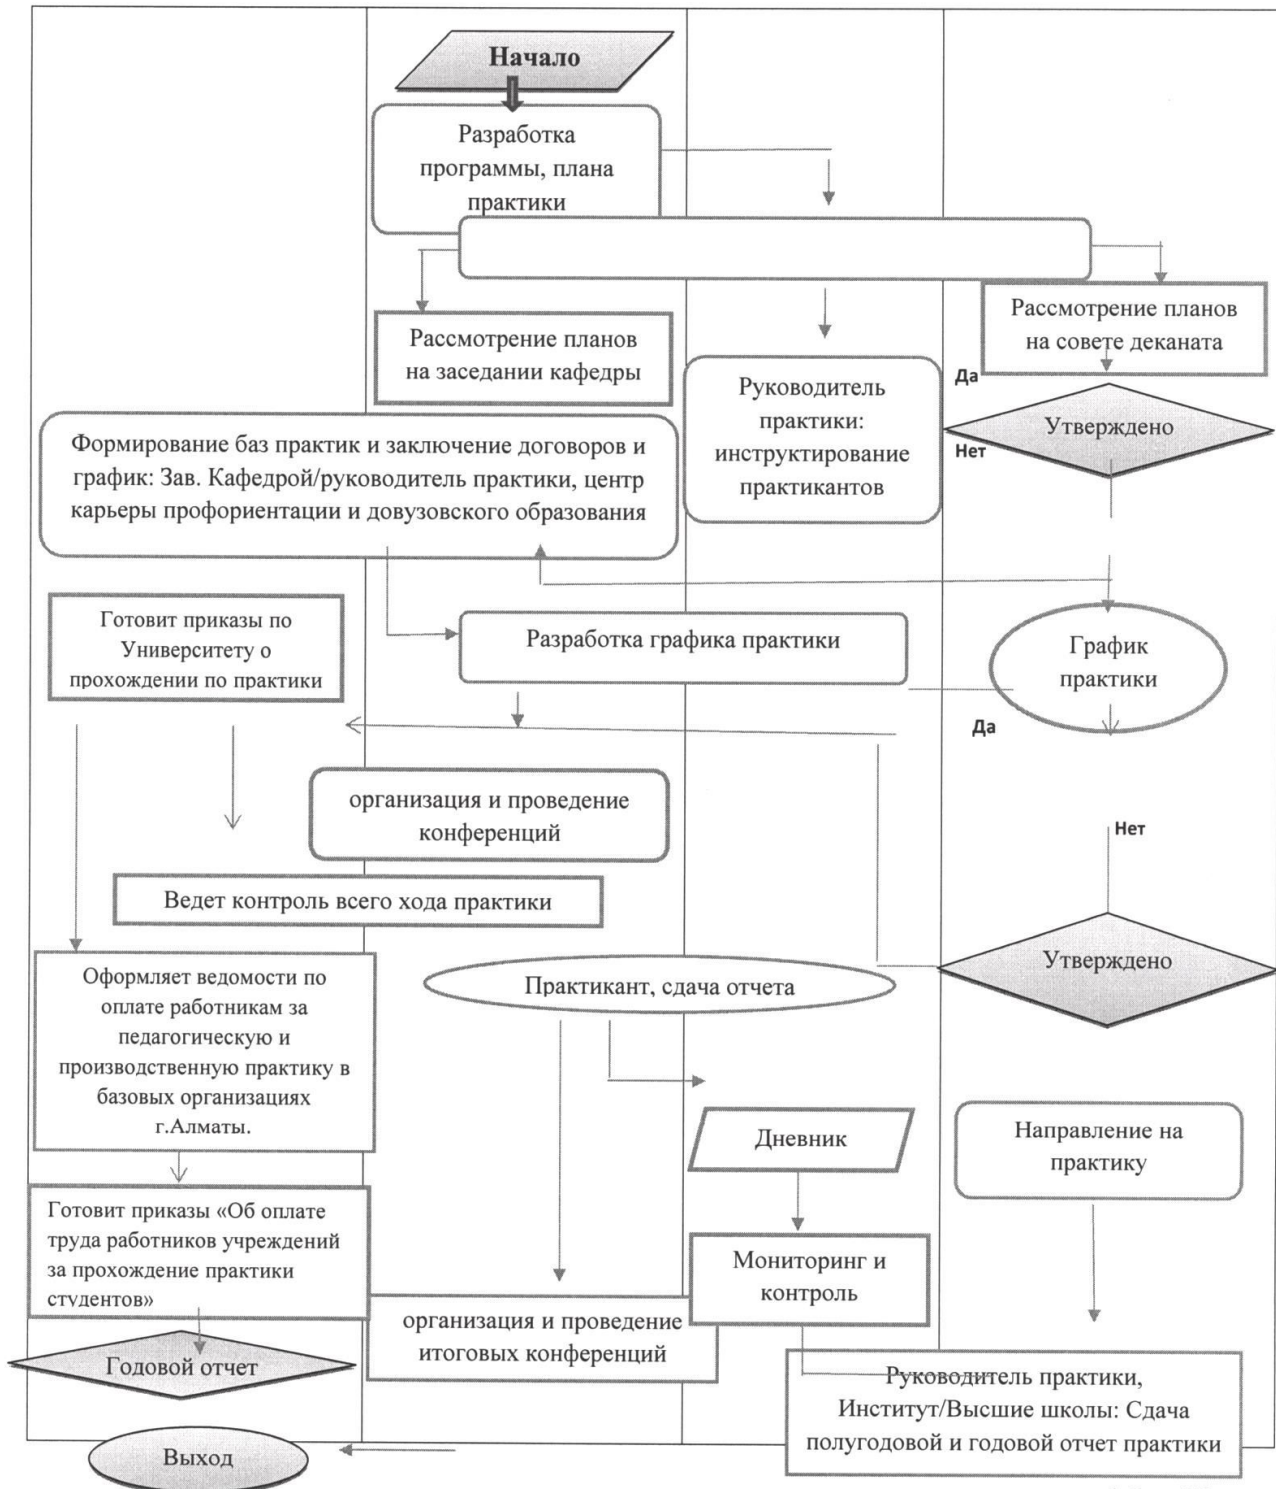 Начало
Разработка
программы, плана
практики
Рассмотрение планов
на заседании кафедры
Рассмотрение планов
на совете деканата
Да
Нет
Утверждено
Руководитель
практики:
инструктирование
практикантов
Формирование баз практик и заключение договоров и
график: Зав. Кафедрой/руководитель практики, центр
карьеры профориентации и довузовского образования
Готовит приказы по
Университету о
прохождении по практики
Разработка графика практики
График
практики
Да
Нет
организация и проведение
конференций
Ведет контроль всего хода практики
Утверждено
Оформляет ведомости по
оплате работникам за
педагогическую и
производственную практику в
базовых организациях
г.Алматы.
Практикант, сдача отчета
Дневник
Направление на
практику
Готовит приказы «Об оплате
труда работников учреждений
за прохождение практики
студентов»
Мониторинг и
контроль
организация и проведение
итоговых конференций
Годовой отчет
Руководитель практики,
Институт/Высшие школы: Сдача
полугодовой и годовой отчет практики
Выход